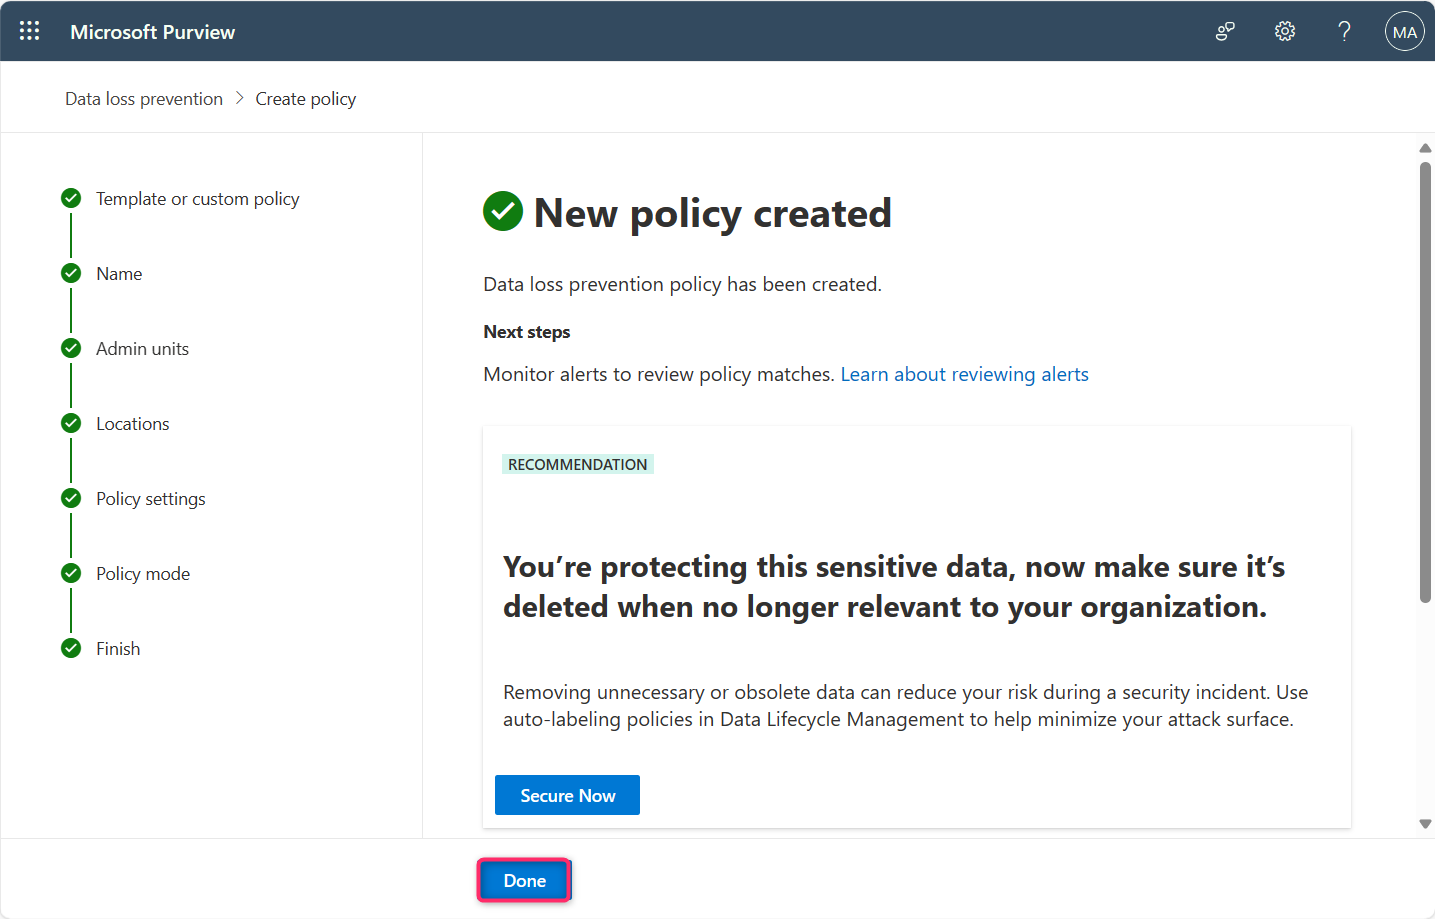 Microsoft Purview
MA
Data loss prevention > Create policy
Template or custom policy
Name
Admin units
Locations
Policy settings
Policy mode
Finish
New policy created
Data loss prevention policy has been created.
Next steps
Monitor alerts to review policy matches. Learn about reviewing alerts
RECOMMENDATION
You’re protecting this sensitive data, now make sure it’s
deleted when no longer relevant to your organization.
Removing unnecessary or obsolete data can reduce your risk during a security incident. Use
auto-labeling policies in Data Lifecycle Management to help minimize your attack surface.
Secure Now
Done